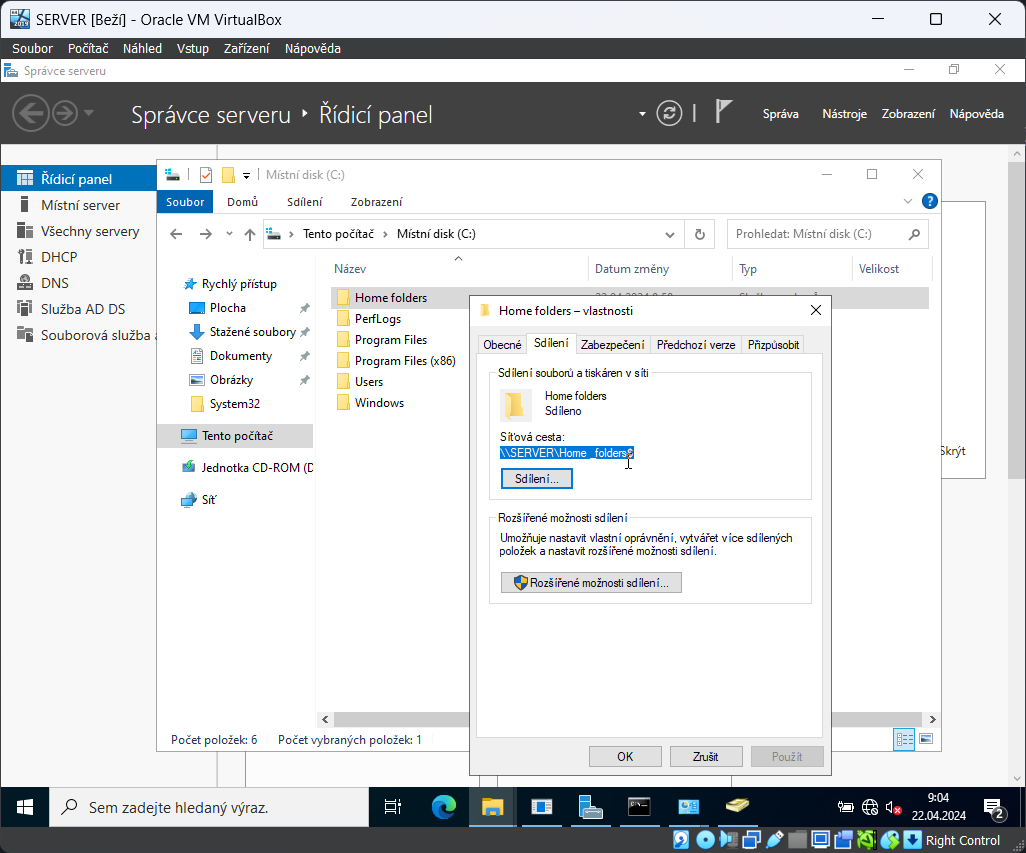 SERVER [Beží] - Oracle VM VirtualBox
Soubor Počítač Náhled Vstup Zařízení Nápověda
Správce serveru
Správce serveru Řídicí panel
Správa Nástroje Zobrazení Nápověda
Řídicí panel
Místní server
Všechny servery
DHCP
DNS
Služba AD DS
Souborová služba a
Místní disk (C:)
Soubor Domů Sdílení Zobrazení
Tento počítač Místní disk (C:)
Prohledat: Místní disk (C:)
Rychlý přístup
Plocha
Stažené soubory
Dokumenty
Obrázky
System32
Tento počítač
Jednotka CD-ROM (D
Síť
Název Datum změny Typ Velikost
Home folders
PerfLogs
Program Files
Program Files (x86)
Users
Windows
Home folders – vlastnosti
Obecné Sdílení Zabezpečení Předchozí verze Přizpůsobit
Sdílení souborů a tiskáren v síti
Home folders
Sdíleno
Síťová cesta:
Sdílení...
Rozšířené možnosti sdílení
Umožňuje nastavit vlastní oprávnění, vytvářet více sdílených
položek a nastavit rozšířené možnosti sdílení.
Rozšířené možnosti sdílení...
OK Zrušit Použít
Skrýt
Počet položek: 6 Počet vybraných položek: 1
Sem zadejte hledaný výraz.
9:04
22.04.2024
2
Right Control